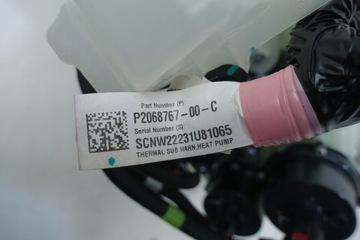 Part Number (P):
P2068767-00-C
Serial Number (S):
SCNW22231U81065
THERMAL SUB HARN,HEAT PUMP